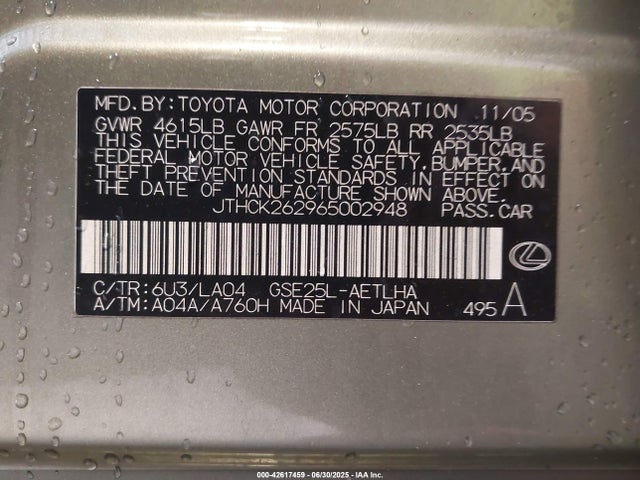 MFD.BY:TOYOTA MOTOR CORPORATION 11/05
GVWR 4615LB GAWR FR 2575LB RR 2535LB
THIS VEHICLE CONFORMS TO ALL APPLICABLE
FEDERAL MOTOR VEHICLE SAFETY,BUMPER,AND
THEFT PREVENTION STANDARDS IN EFFECT ON
THE DATE OF MANUFACTURE SHOWN ABOVE.
JTHCK262965002948 PASS.CAR
C/TR:6U3/LA04 GSE25L-AETLHA
A/TM:A04A/A760H MADE IN JAPAN 495 A
000-42617459 - 06/30/2025 - IAA Inc.